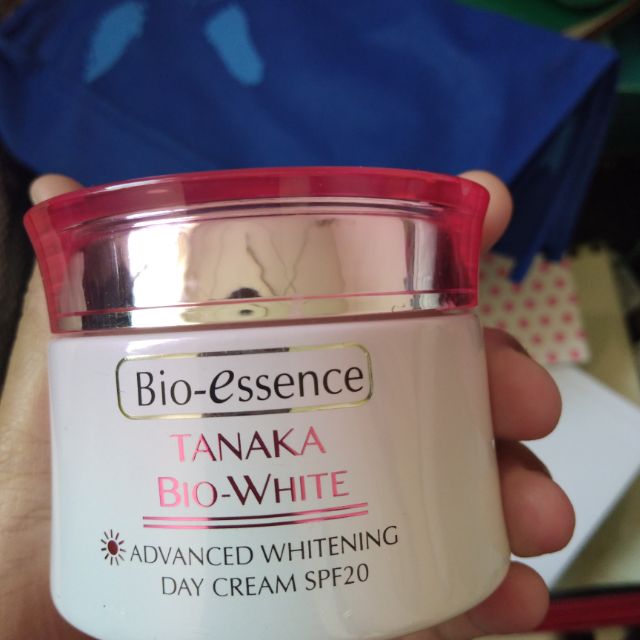 Bio-essence
TANAKA
BIO-WHITE
ADVANCED WHITENING
DAY CREAM SPF20